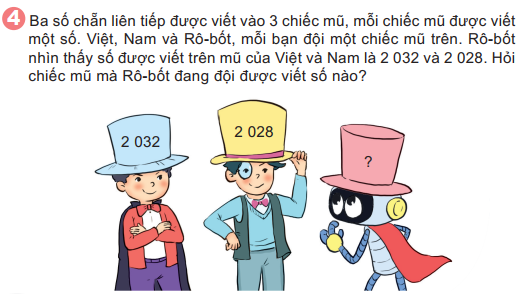 4 Ba số chẵn liên tiếp được viết vào 3 chiếc mũ, mỗi chiếc mũ được viết
một số. Việt, Nam và Rô-bốt, mỗi bạn đội một chiếc mũ trên. Rô-bốt
nhìn thấy số được viết trên mũ của Việt và Nam là 2 032 và 2 028. Hỏi
chiếc mũ mà Rô-bốt đang đội được viết số nào?
2 032
2 028
?